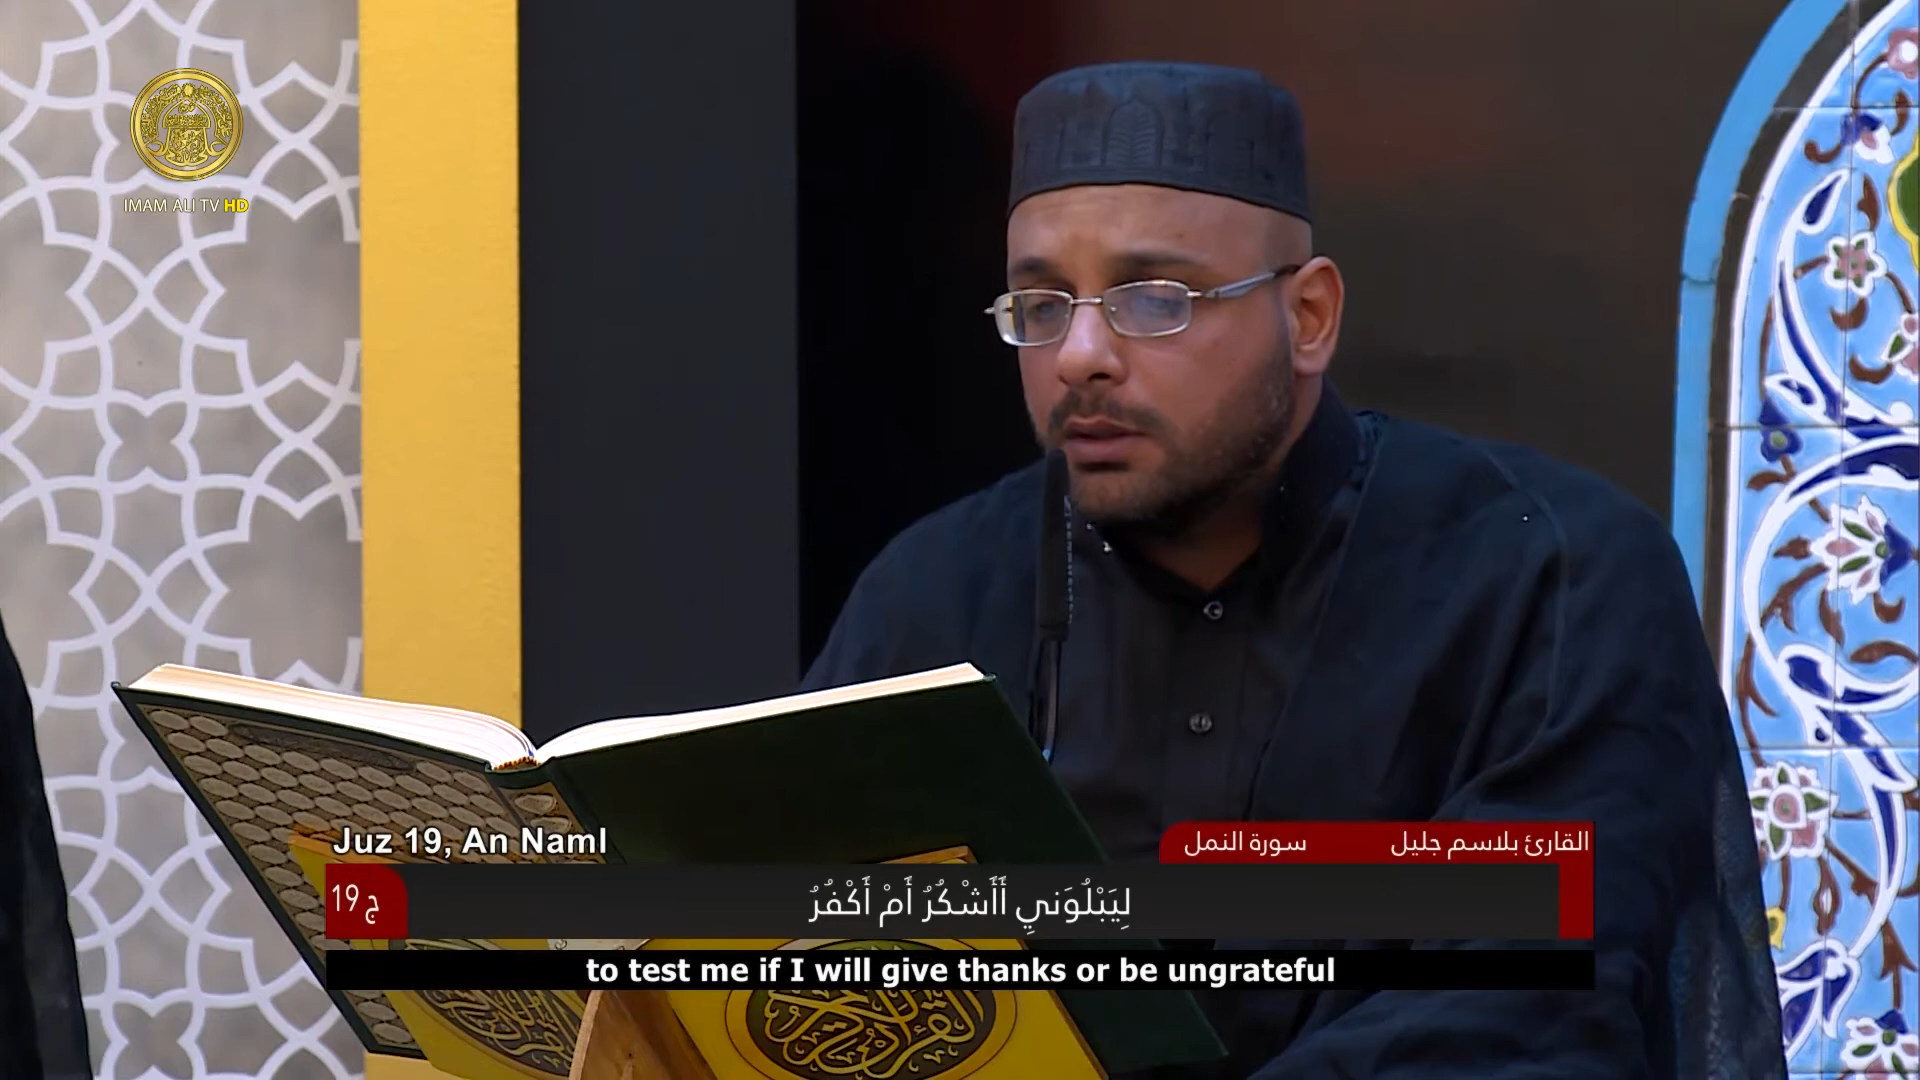 IMAM ALI TV HD
Juz 19, An Naml
القارئ بلاسم جليل
سورة النمل
ج 19
لِيَبْلُوَنِي أَأَشْكُرُ أَمْ أَكْفُرُ
to test me if I will give thanks or be ungrateful